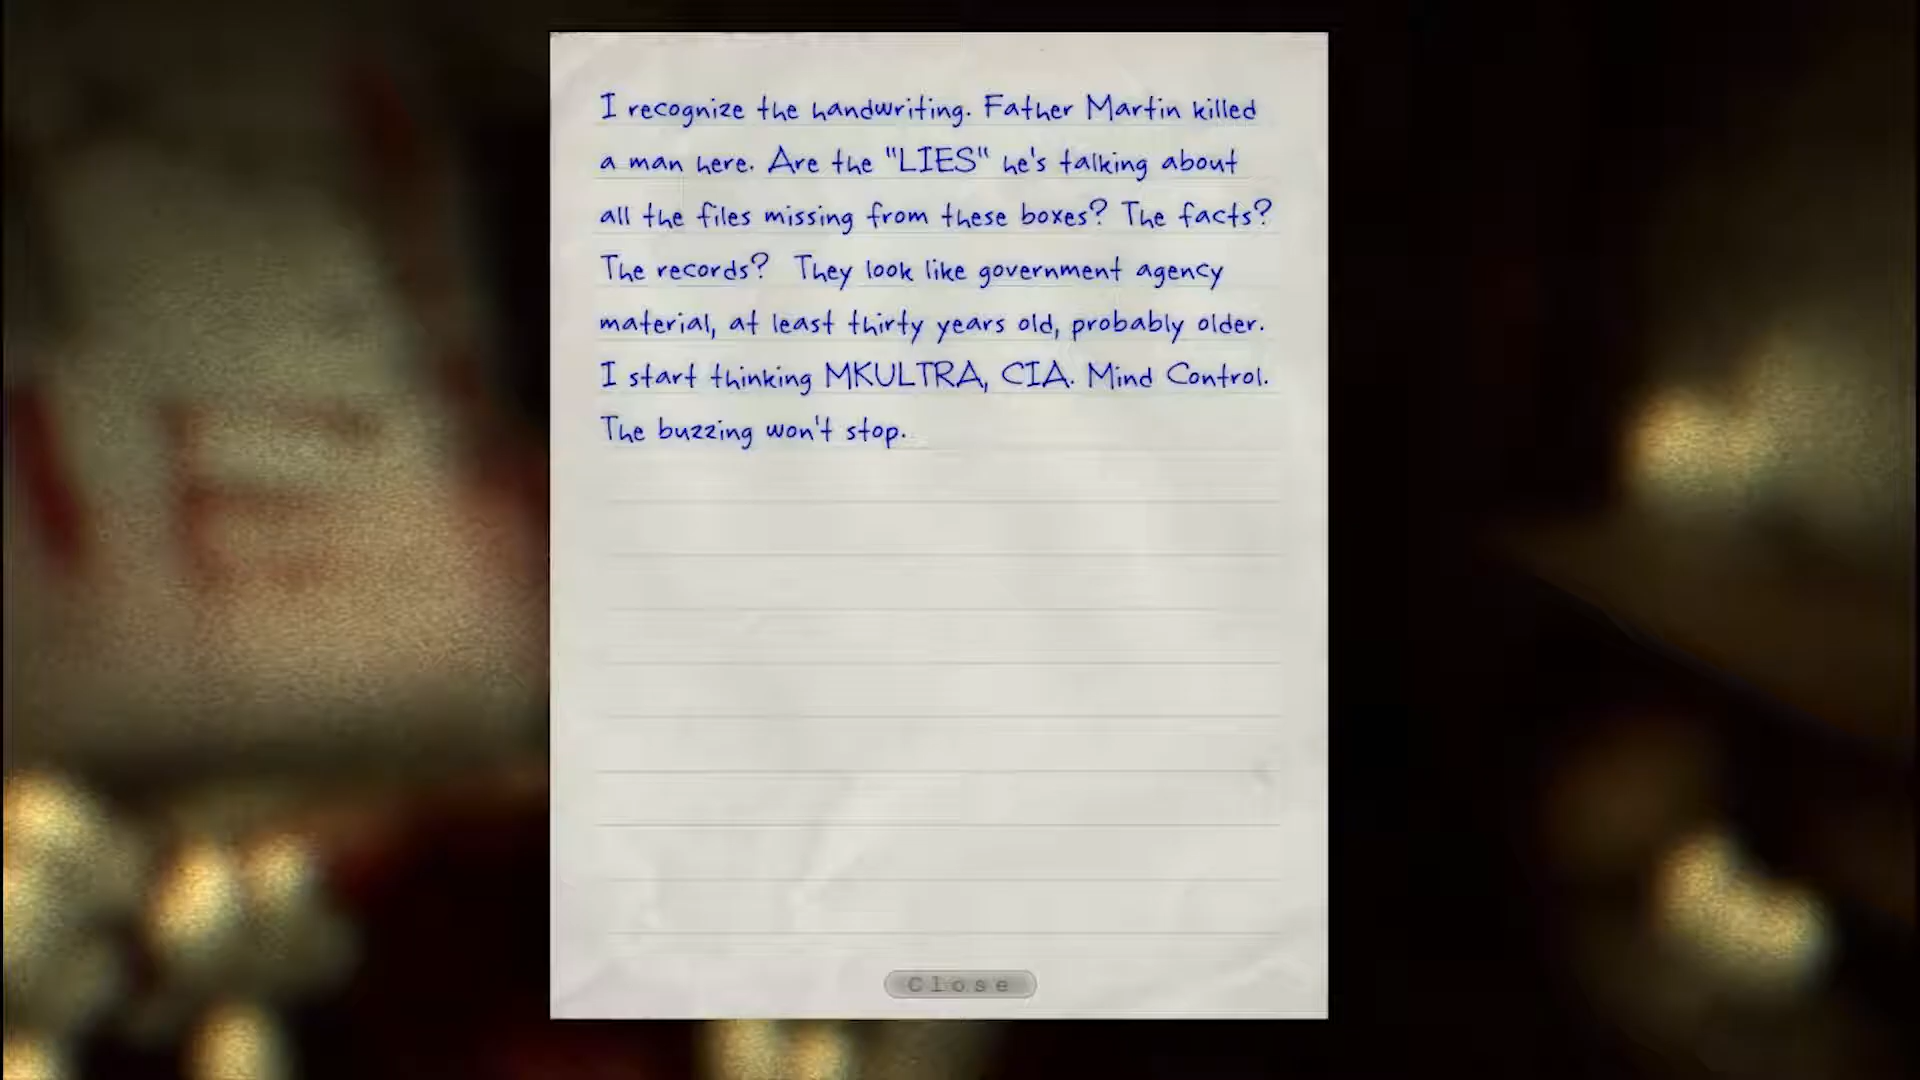 I recognize the handwriting. Father Martin killed
a man here. Are the "LIES" he's talking about
all the files missing from these boxes? The facts?
The records? They look like government agency
material, at least thirty years old, probably older.
I start thinking MKULTRA, CIA. Mind Control.
The buzzing won't stop.
Close